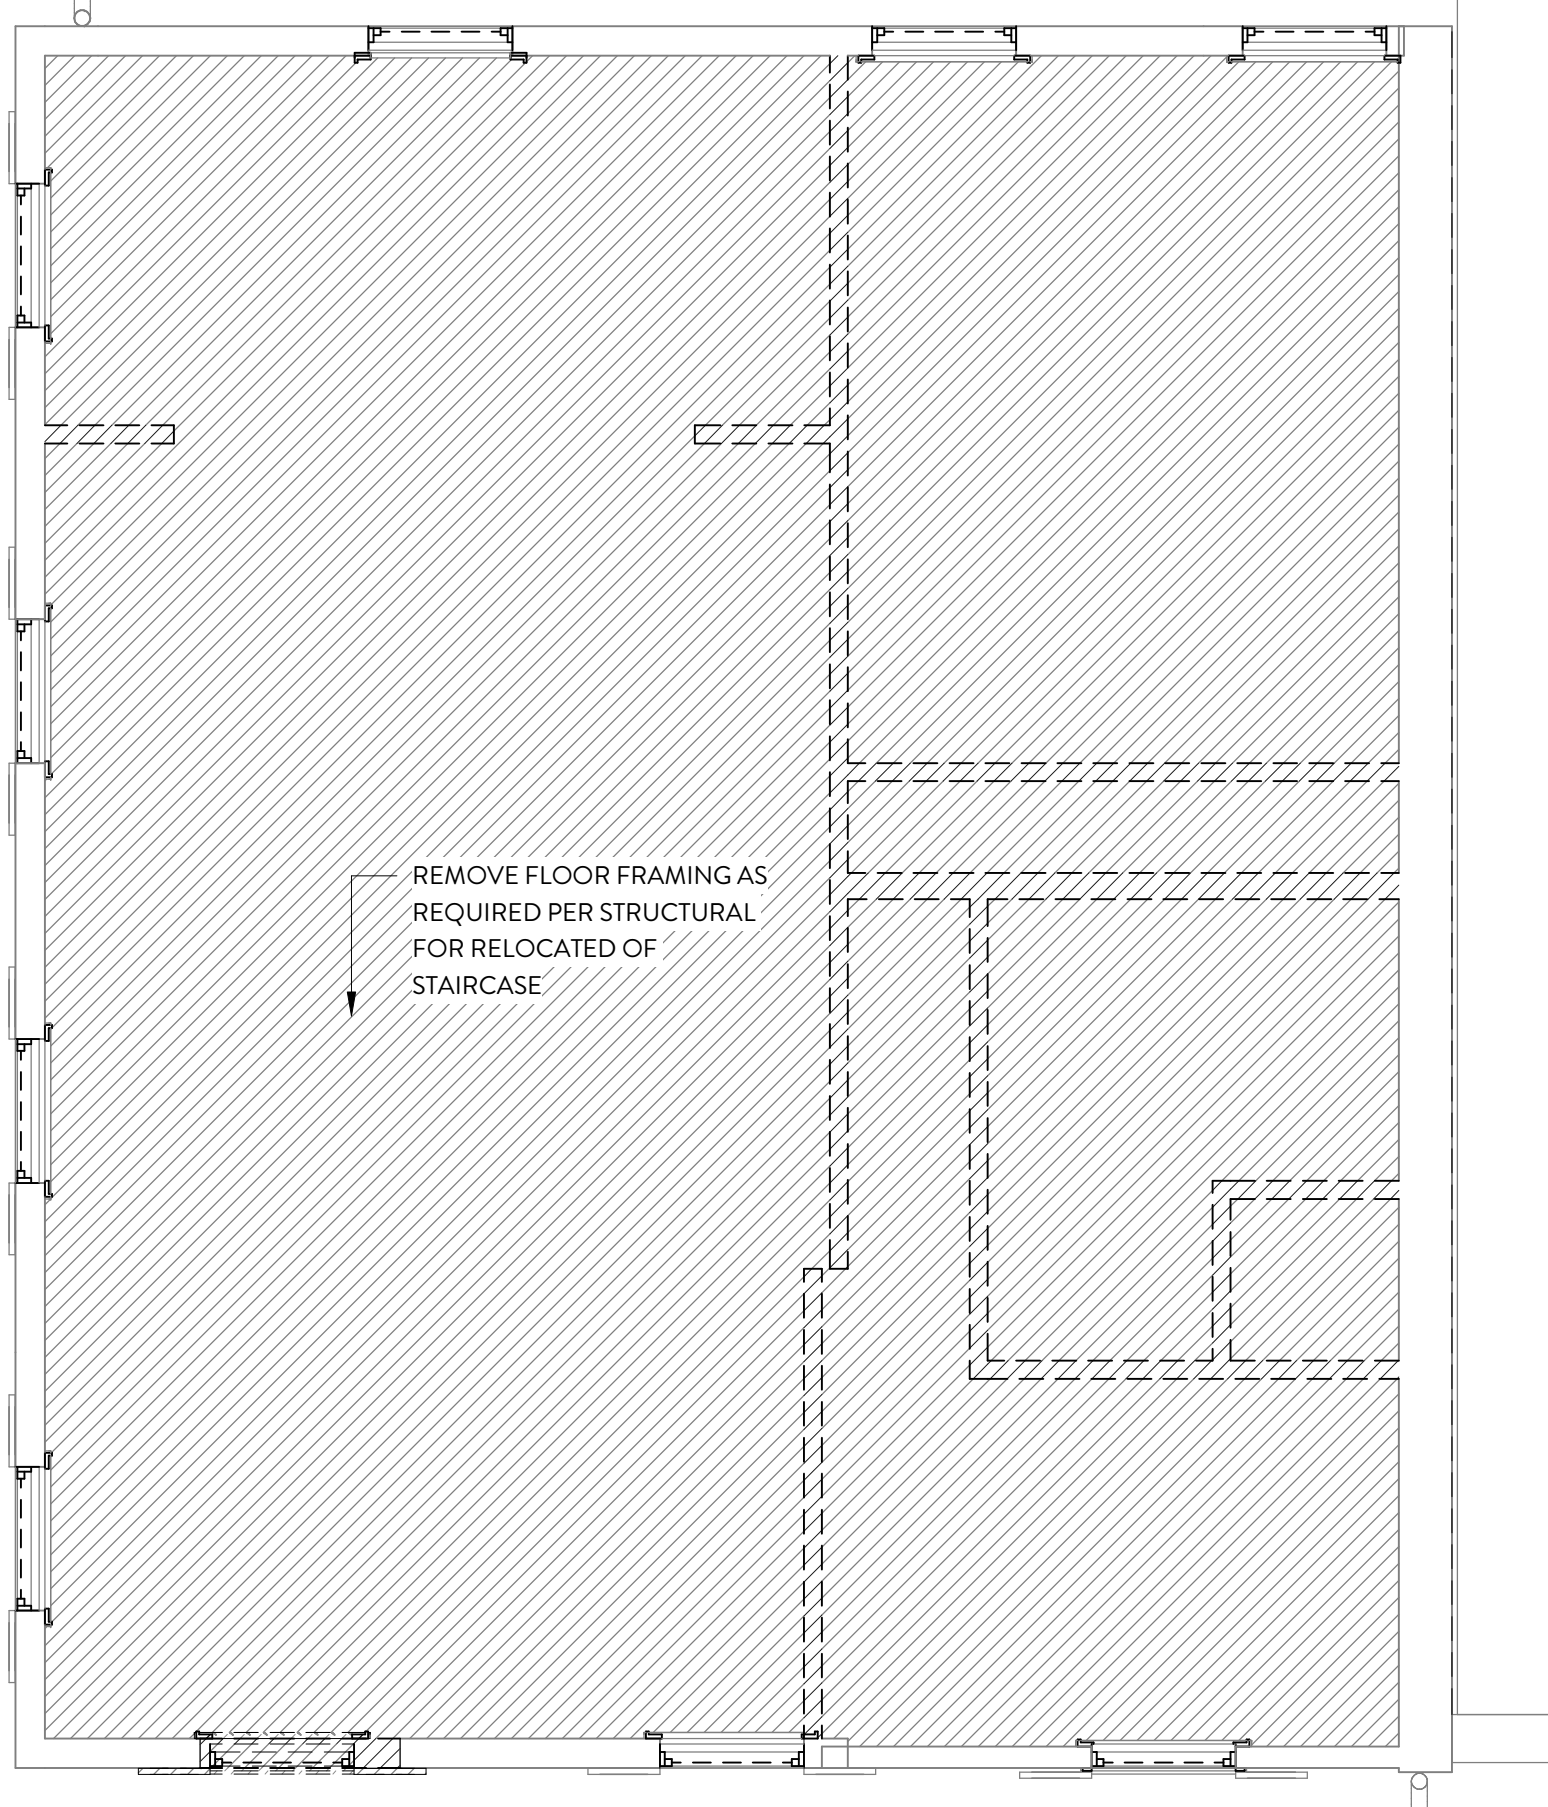 REMOVE FLOOR FRAMING AS
REQUIRED PER STRUCTURAL
FOR RELOCATED OF
STAIRCASE